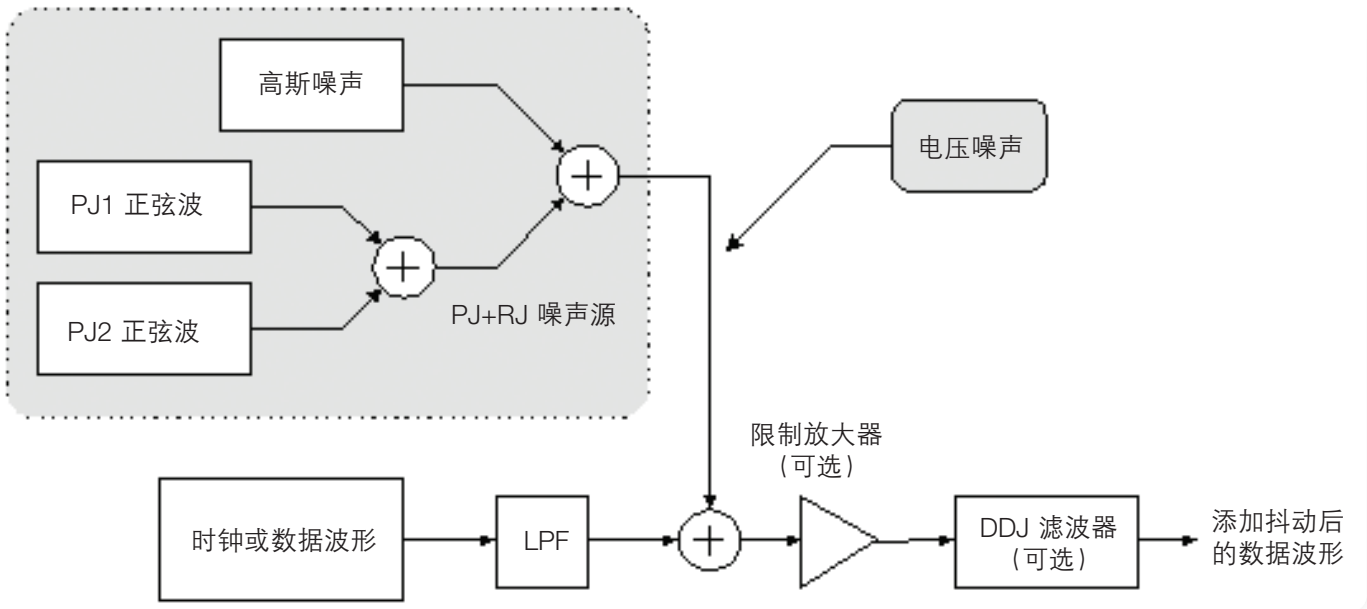 高斯噪声
电压噪声
PJ1 正弦波
PJ2 正弦波
PJ+RJ 噪声源
限制放大器
（可选）
时钟或数据波形
LPF
DDJ 滤波器
（可选）
添加抖动后
的数据波形